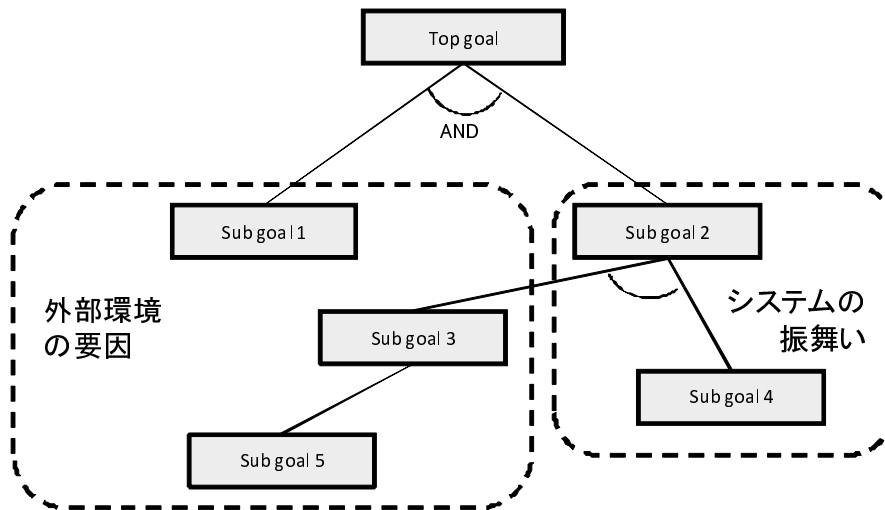 Top goal
AND
Sub goal 1
Sub goal 2
外部環境
の要因
システムの
振舞い
Sub goal 3
Sub goal 4
Sub goal 5